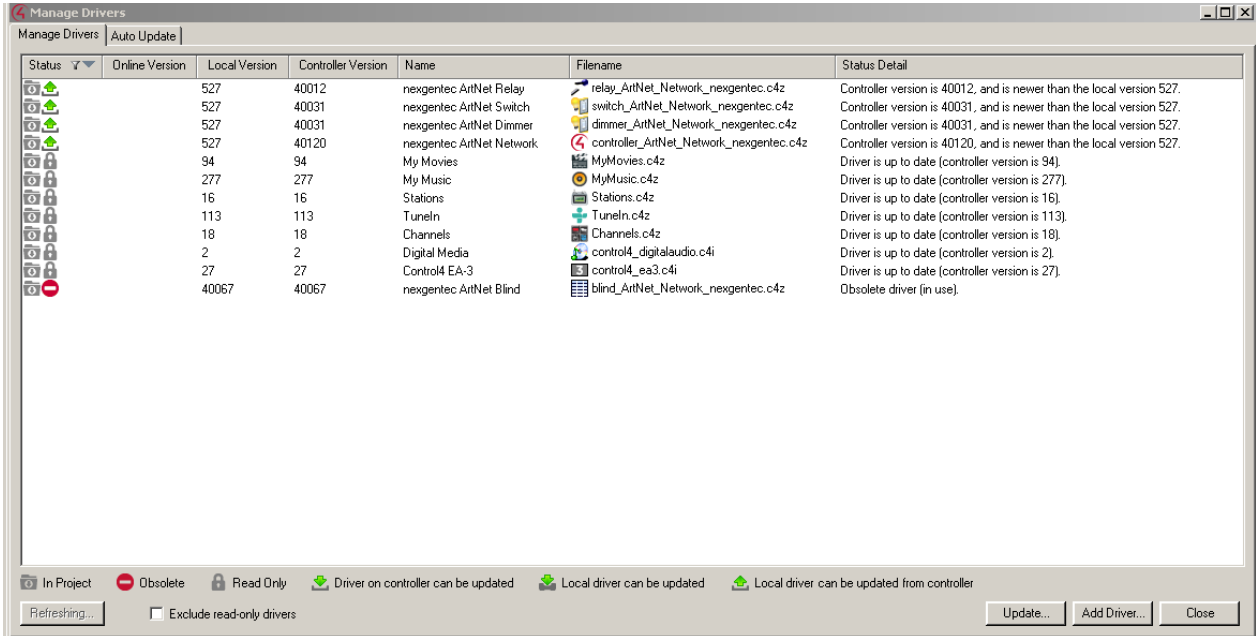 Manage Drivers
Manage Drivers Auto Update
Status Online Version Local Version Controller Version Name Filename Status Detail
527 40012 nexgentec ArtNet Relay relay_ArtNet_Network_nexgentec.c4z Controller version is 40012, and is newer than the local version 527.
527 40031 nexgentec ArtNet Switch switch_ArtNet_Network_nexgentec.c4z Controller version is 40031, and is newer than the local version 527.
527 40031 nexgentec ArtNet Dimmer dimmer_ArtNet_Network_nexgentec.c4z Controller version is 40031, and is newer than the local version 527.
527 40120 nexgentec ArtNet Network controller_ArtNet_Network_nexgentec.c4z Controller version is 40120, and is newer than the local version 527.
94 94 My Movies MyMovies.c4z Driver is up to date (controller version is 94).
277 277 My Music MyMusic.c4z Driver is up to date (controller version is 277).
16 16 Stations Stations.c4z Driver is up to date (controller version is 16).
113 113 TuneIn TuneIn.c4z Driver is up to date (controller version is 113).
18 18 Channels Channels.c4z Driver is up to date (controller version is 18).
2 2 Digital Media control4_digitalaudio.c4i Driver is up to date (controller version is 2).
27 27 Control4 EA-3 3 control4_ea3.c4i Driver is up to date (controller version is 27).
40067 40067 nexgentec ArtNet Blind blind_ArtNet_Network_nexgentec.c4z Obsolete driver (in use).
In Project Obsolete Read Only Driver on controller can be updated Local driver can be updated Local driver can be updated from controller
Refreshing... Exclude read-only drivers Update... Add Driver... Close